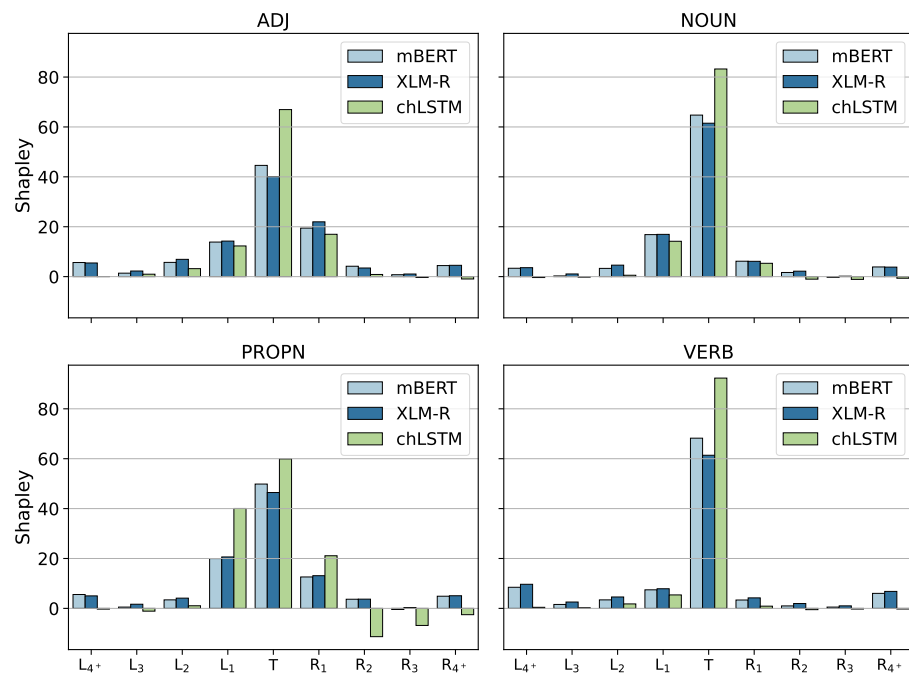 ADJ
NOUN
Shapley
80
60
40
20
0
mBERT
XLM-R
chLSTM
mBERT
XLM-R
chLSTM
PROPN
VERB
Shapley
80
60
40
20
0
mBERT
XLM-R
chLSTM
mBERT
XLM-R
chLSTM
L₄⁺ L₃ L₂ L₁ T R₁ R₂ R₃ R₄⁺
L₄⁺ L₃ L₂ L₁ T R₁ R₂ R₃ R₄⁺